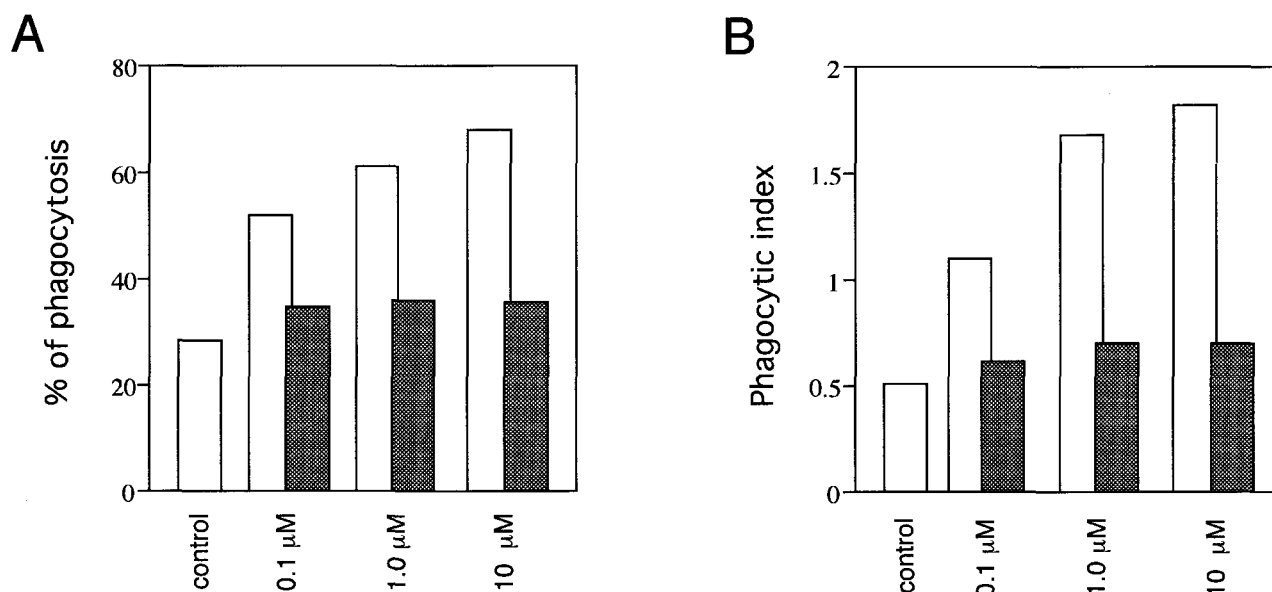 A
% of phagocytosis
80
60
40
20
0
control
0.1 μM
1.0 μM
10 μM
B
Phagocytic index
2
1.5
1
0.5
0
control
0.1 μM
1.0 μM
10 μM